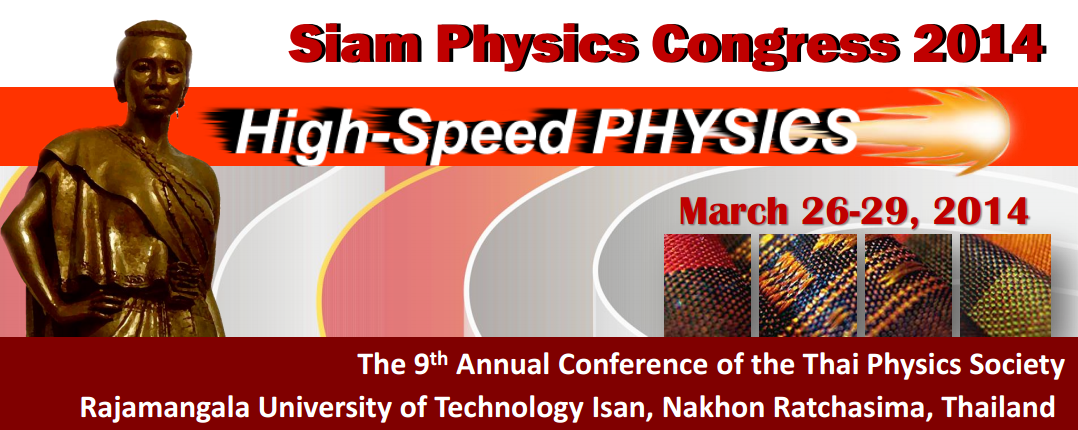 Siam Physics Congress 2014
High-Speed PHYSICS
March 26-29, 2014
The 9th Annual Conference of the Thai Physics Society
Rajamangala University of Technology Isan, Nakhon Ratchasima, Thailand